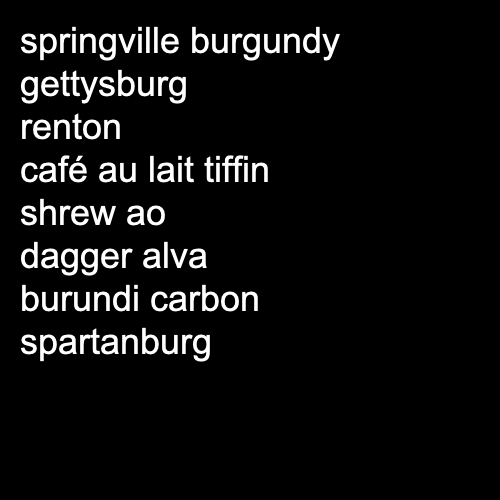 springville burgundy
gettysburg
renton
café au lait tiffin
shrew ao
dagger alva
burundi carbon
spartanburg